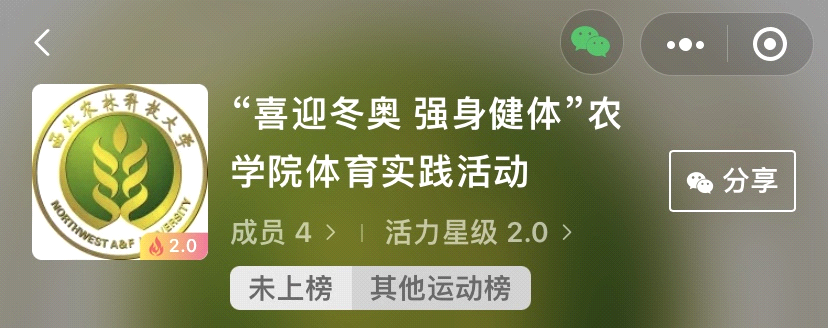 西北农林科技大学
NORTHWEST A&F UNIVERSITY
2.0
“喜迎冬奥 强身健体”农
学院体育实践活动
分享
成员 4
活力星级 2.0
未上榜
其他运动榜